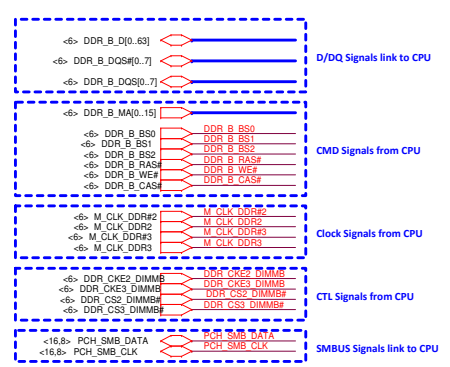 <6> DDR_B_D[0..63]
<6> DDR_B_DQS#[0..7]
D/DQ Signals link to CPU
<6> DDR_B_DQS[0..7]
<6> DDR_B_MA[0..15]
<6> DDR_B_BS0 DDR_B_BS0
<6> DDR_B_BS1 DDR_B_BS1
<6> DDR_B_BS2 DDR_B_BS2
CMD Signals from CPU
<6> DDR_B_RAS# DDR_B_RAS#
<6> DDR_B_WE# DDR_B_WE#
<6> DDR_B_CAS# DDR_B_CAS#
<6> M_CLK_DDR#2 M_CLK_DDR#2
<6> M_CLK_DDR2 M_CLK_DDR2
<6> M_CLK_DDR#3 M_CLK_DDR#3
Clock Signals from CPU
<6> M_CLK_DDR3 M_CLK_DDR3
<6> DDR_CKE2_DIMMB DDR_CKE2_DIMMB
<6> DDR_CKE3_DIMMB DDR_CKE3_DIMMB
<6> DDR_CS2_DIMMB# DDR_CS2_DIMMB#
CTL Signals from CPU
<6> DDR_CS3_DIMMB# DDR_CS3_DIMMB#
<16,8> PCH_SMB_DATA PCH_SMB_DATA
<16,8> PCH_SMB_CLK PCH_SMB_CLK
SMBUS Signals link to CPU